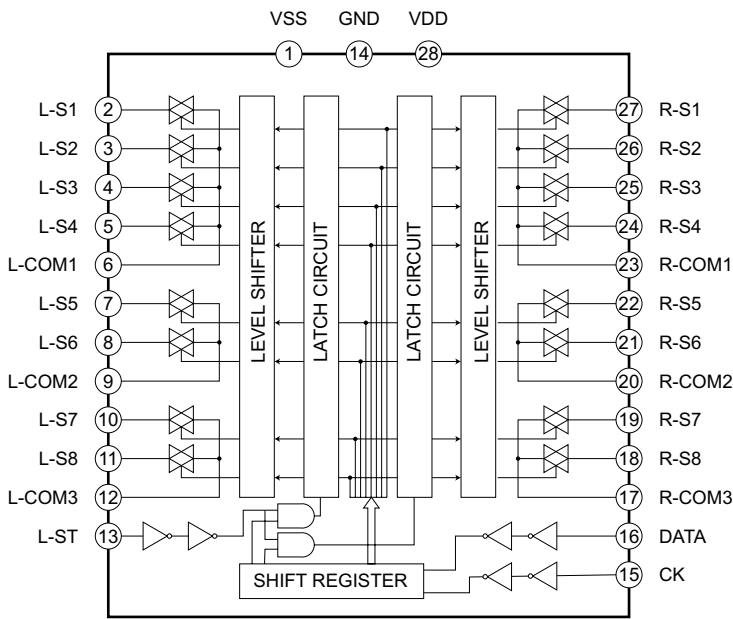 VSS GND VDD
1 14 28
L-S1 2 27 R-S1
L-S2 3 26 R-S2
L-S3 4 25 R-S3
L-S4 5 24 R-S4
L-COM1 6 23 R-COM1
L-S5 7 22 R-S5
L-S6 8 21 R-S6
L-COM2 9 20 R-COM2
L-S7 10 19 R-S7
L-S8 11 18 R-S8
L-COM3 12 17 R-COM3
L-ST 13 16 DATA
15 CK
LEVEL SHIFTER
LATCH CIRCUIT
LATCH CIRCUIT
LEVEL SHIFTER
SHIFT REGISTER